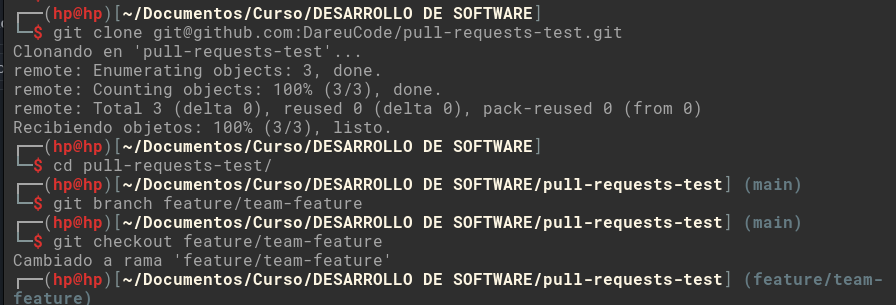 ┌──(hp@hp)[~/Documentos/Curso/DESARROLLO DE SOFTWARE]
└─$ git clone git@github.com:DareuCode/pull-requests-test.git
Clonando en 'pull-requests-test'...
remote: Enumerating objects: 3, done.
remote: Counting objects: 100% (3/3), done.
remote: Total 3 (delta 0), reused 0 (delta 0), pack-reused 0 (from 0)
Recibiendo objetos: 100% (3/3), listo.
┌──(hp@hp)[~/Documentos/Curso/DESARROLLO DE SOFTWARE]
└─$ cd pull-requests-test/
┌──(hp@hp)[~/Documentos/Curso/DESARROLLO DE SOFTWARE/pull-requests-test] (main)
└─$ git branch feature/team-feature
┌──(hp@hp)[~/Documentos/Curso/DESARROLLO DE SOFTWARE/pull-requests-test] (main)
└─$ git checkout feature/team-feature
Cambiado a rama 'feature/team-feature'
┌──(hp@hp)[~/Documentos/Curso/DESARROLLO DE SOFTWARE/pull-requests-test] (feature/team-
feature)